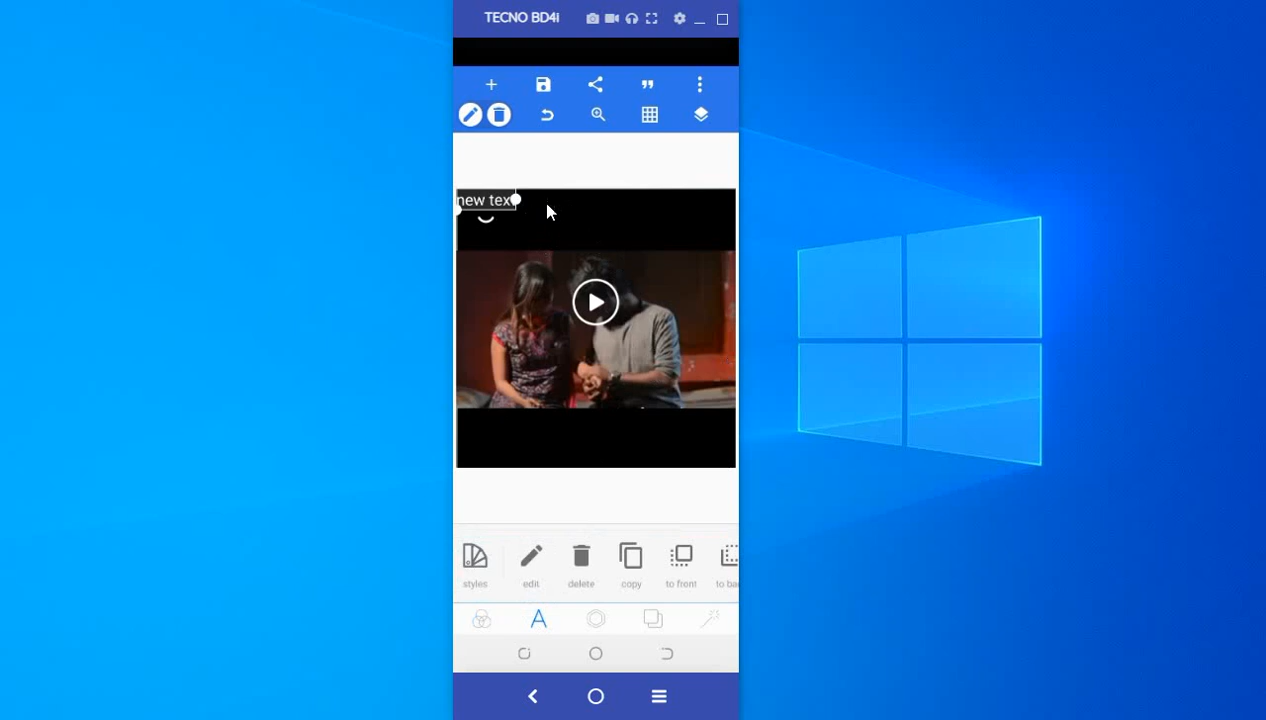 TECNO BD4i
new tex
styles
edit
delete
copy
to front
to ba